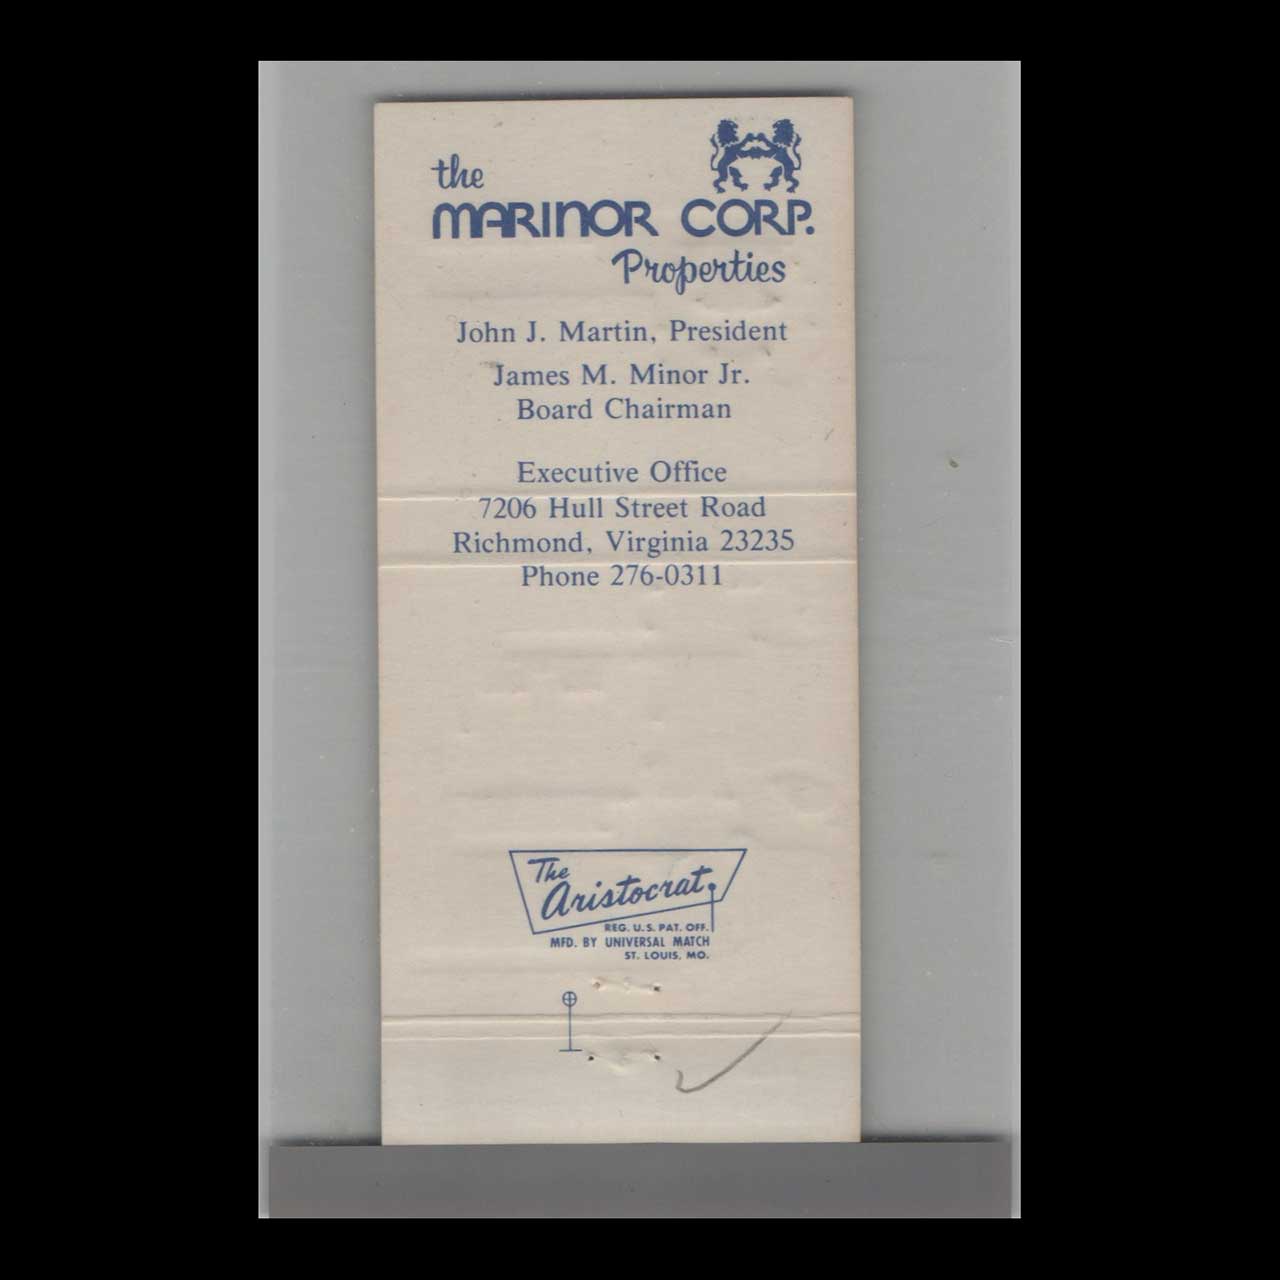 the
MARINOR CORP.
Properties
John J. Martin, President
James M. Minor Jr.
Board Chairman
Executive Office
7206 Hull Street Road
Richmond, Virginia 23235
Phone 276-0311
The
Aristocrat
REG. U.S. PAT. OFF.
MFD. BY UNIVERSAL MATCH
ST. LOUIS, MO.